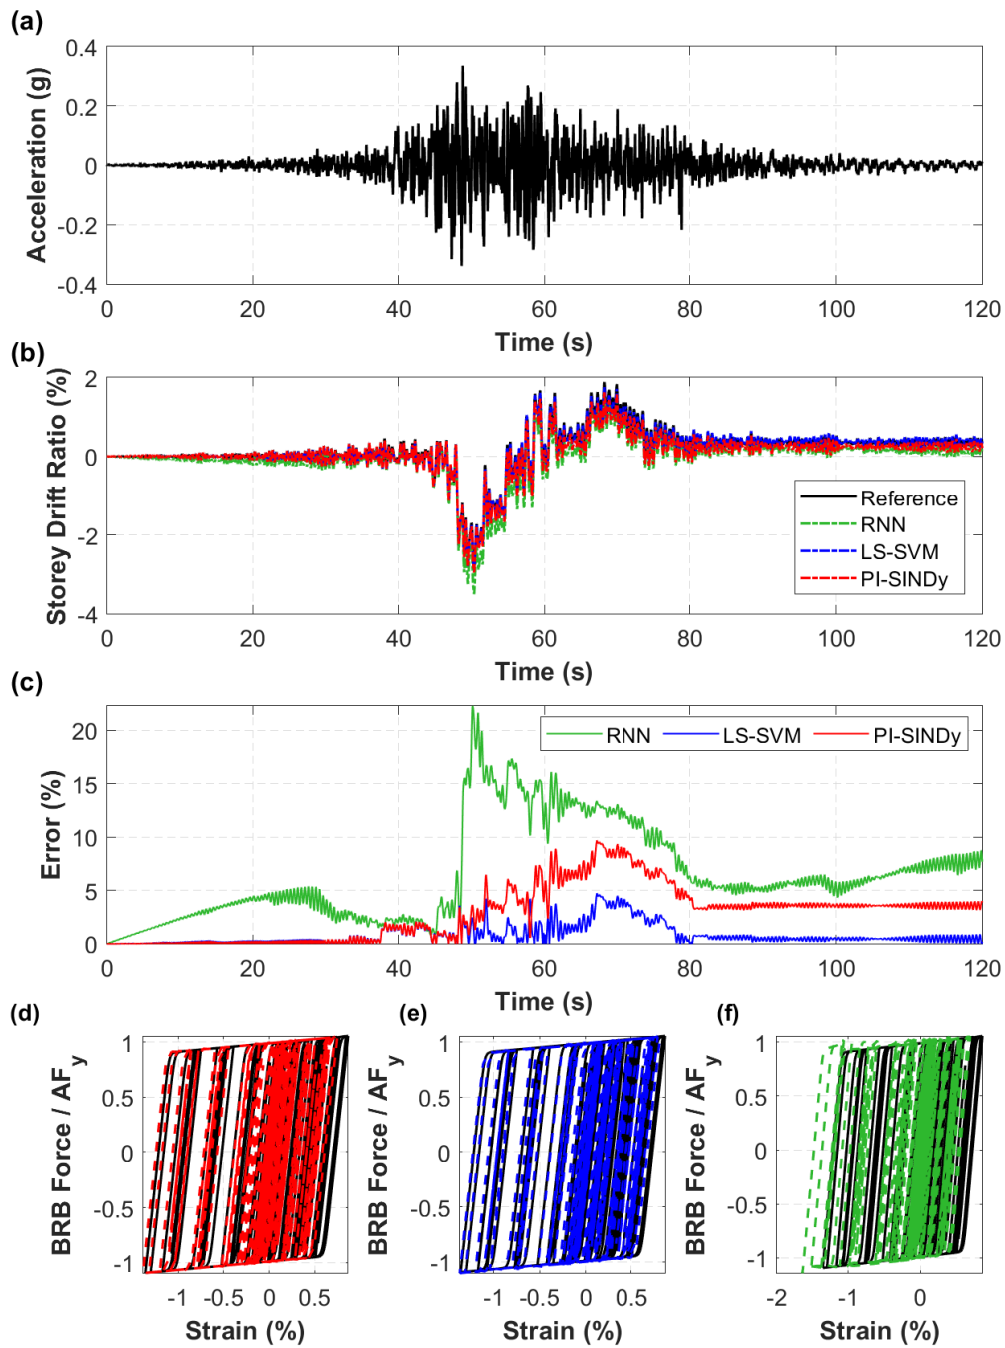 (a)
Acceleration (g)
0.4
0.2
0
-0.2
-0.4
0 20 40 60 80 100 120
Time (s)
(b)
Storey Drift Ratio (%)
2
0
-2
-4
Reference
RNN
LS-SVM
PI-SINDy
0 20 40 60 80 100 120
Time (s)
(c)
Error (%)
20
15
10
5
0
RNN LS-SVM PI-SINDy
0 20 40 60 80 100 120
Time (s)
(d)
BRB Force / AFy
1
0.5
0
-0.5
-1
-1 -0.5 0 0.5
Strain (%)
(e)
BRB Force / AFy
1
0.5
0
-0.5
-1
-1 -0.5 0 0.5
Strain (%)
(f)
BRB Force / AFy
1
0.5
0
-0.5
-1
-2 -1 0
Strain (%)